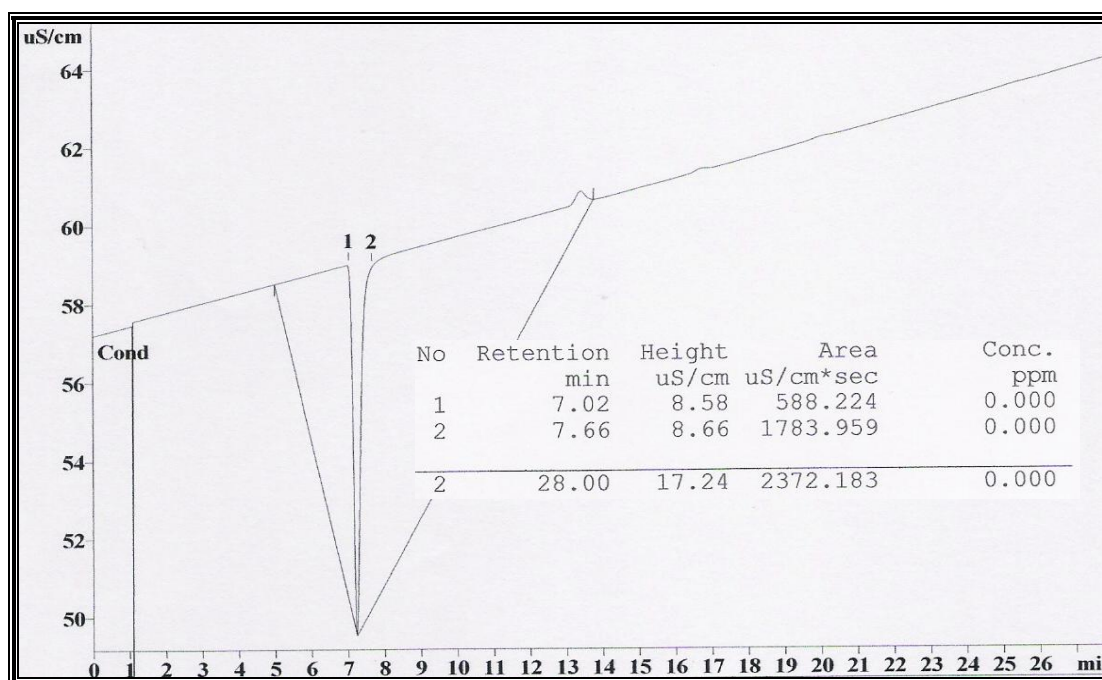 uS/cm
64
62
60
58
56
54
52
50
1 2
Cond
No Retention Height Area Conc.
min uS/cm uS/cm*sec ppm
1 7.02 8.58 588.224 0.000
2 7.66 8.66 1783.959 0.000
2 28.00 17.24 2372.183 0.000
0 1 2 3 4 5 6 7 8 9 10 11 12 13 14 15 16 17 18 19 20 21 22 23 24 25 26 mi